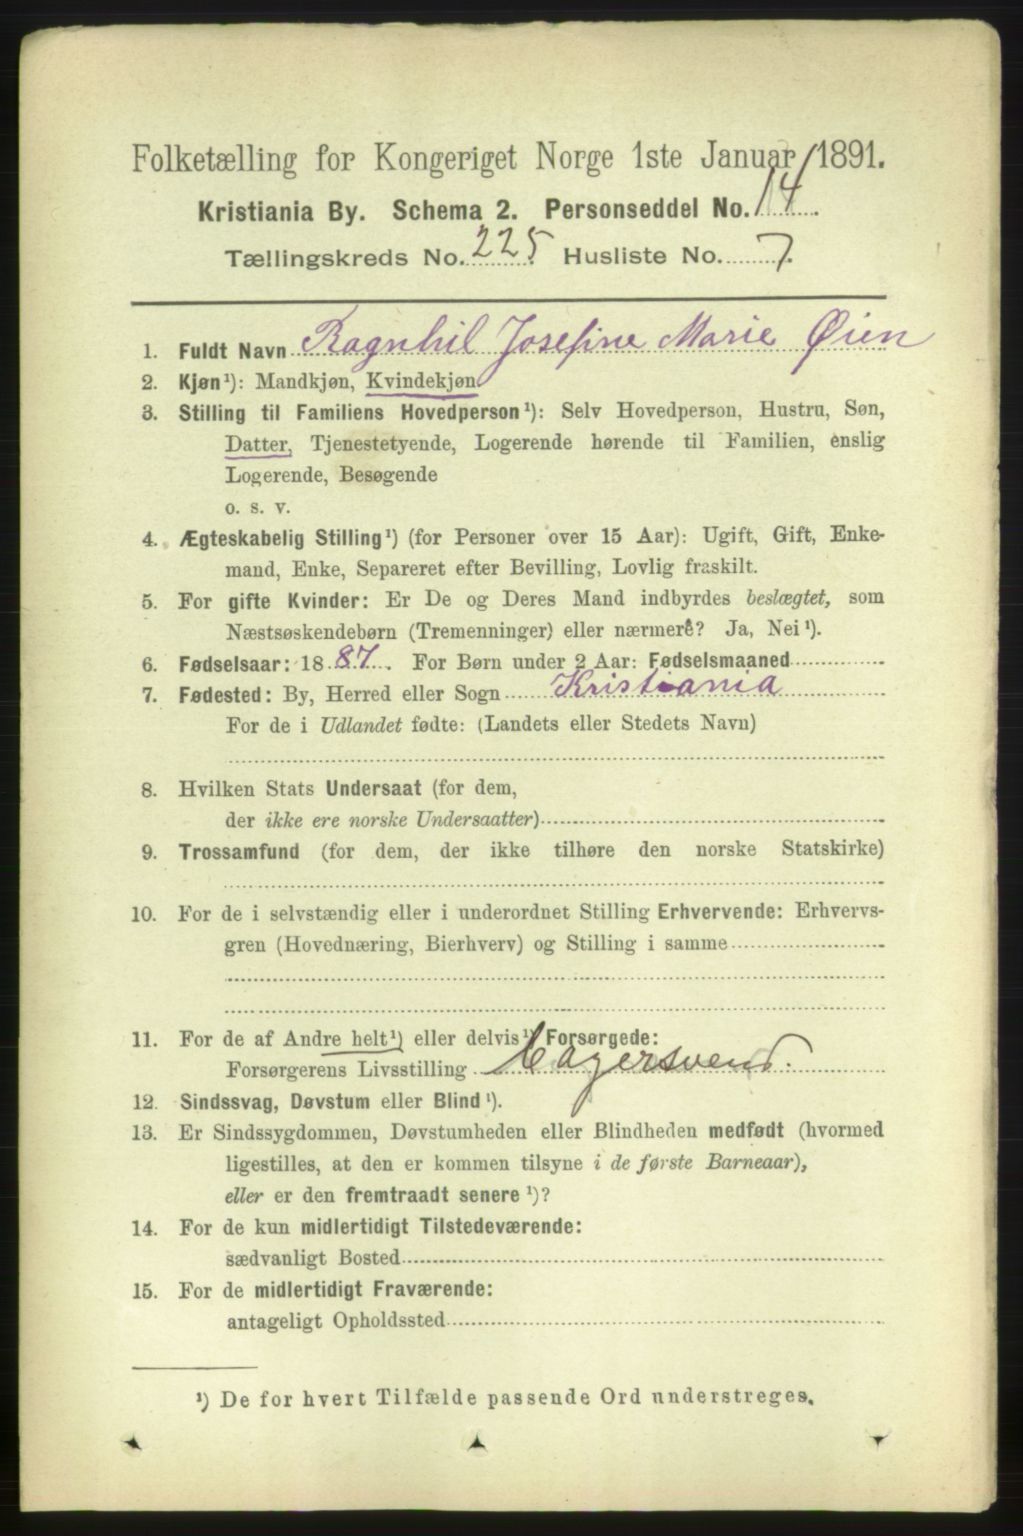 Folketælling for Kongeriget Norge 1ste Januar 1891.
Kristiania By. Schema 2. Personseddel No. 14.
Tællingskreds No. 225. Husliste No. 7.
1. Fuldt Navn Ragnhil Josefine Marie Øien
2. Kjøn¹): Mandkjøn, Kvindekjøn
3. Stilling til Familiens Hovedperson¹): Selv Hovedperson, Hustru, Søn,
Datter, Tjenestetyende, Logerende hørende til Familien, enslig
Logerende, Besøgende
o. s. v.
4. Ægteskabelig Stilling¹) (for Personer over 15 Aar): Ugift, Gift, Enke-
mand, Enke, Separeret efter Bevilling, Lovlig fraskilt.
5. For gifte Kvinder: Er De og Deres Mand indbyrdes beslægtet, som
Næstsøskendebørn (Tremenninger) eller nærmere? Ja, Nei¹).
6. Fødselsaar: 1887. For Børn under 2 Aar: Fødselsmaaned
7. Fødested: By, Herred eller Sogn Kristiania
For de i Udlandet fødte: (Landets eller Stedets Navn)
8. Hvilken Stats Undersaat (for dem,
der ikke ere norske Undersaatter)
9. Trossamfund (for dem, der ikke tilhøre den norske Statskirke)
10. For de i selvstændig eller i underordnet Stilling Erhvervende: Erhvervs-
gren (Hovednæring, Bierhverv) og Stilling i samme
11. For de af Andre helt¹) eller delvis¹) Forsørgede:
Forsørgerens Livsstilling Bagersvend.
12. Sindssvag, Døvstum eller Blind¹).
13. Er Sindssygdommen, Døvstumheden eller Blindheden medfødt (hvormed
ligestilles, at den er kommen tilsyne i de første Barneaar),
eller er den fremtraadt senere¹)?
14. For de kun midlertidigt Tilstedeværende:
sædvanligt Bosted
15. For de midlertidigt Fraværende:
antageligt Opholdssted
¹) De for hvert Tilfælde passende Ord understreges.